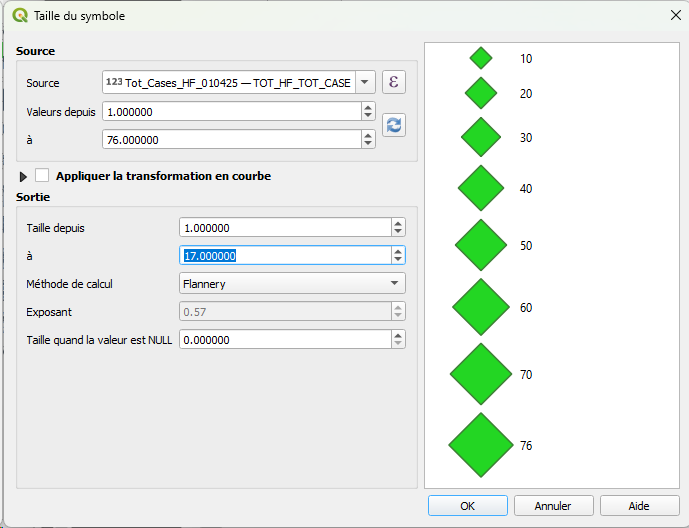 Taille du symbole
Source
Source 123 Tot_Cases_HF_010425 — TOT_HF_TOT_CASE ε
Valeurs depuis 1.000000
à 76.000000
Appliquer la transformation en courbe
Sortie
Taille depuis 1.000000
à 17.000000
Méthode de calcul Flannery
Exposant 0.57
Taille quand la valeur est NULL 0.000000
10
20
30
40
50
60
70
76
OK Annuler Aide